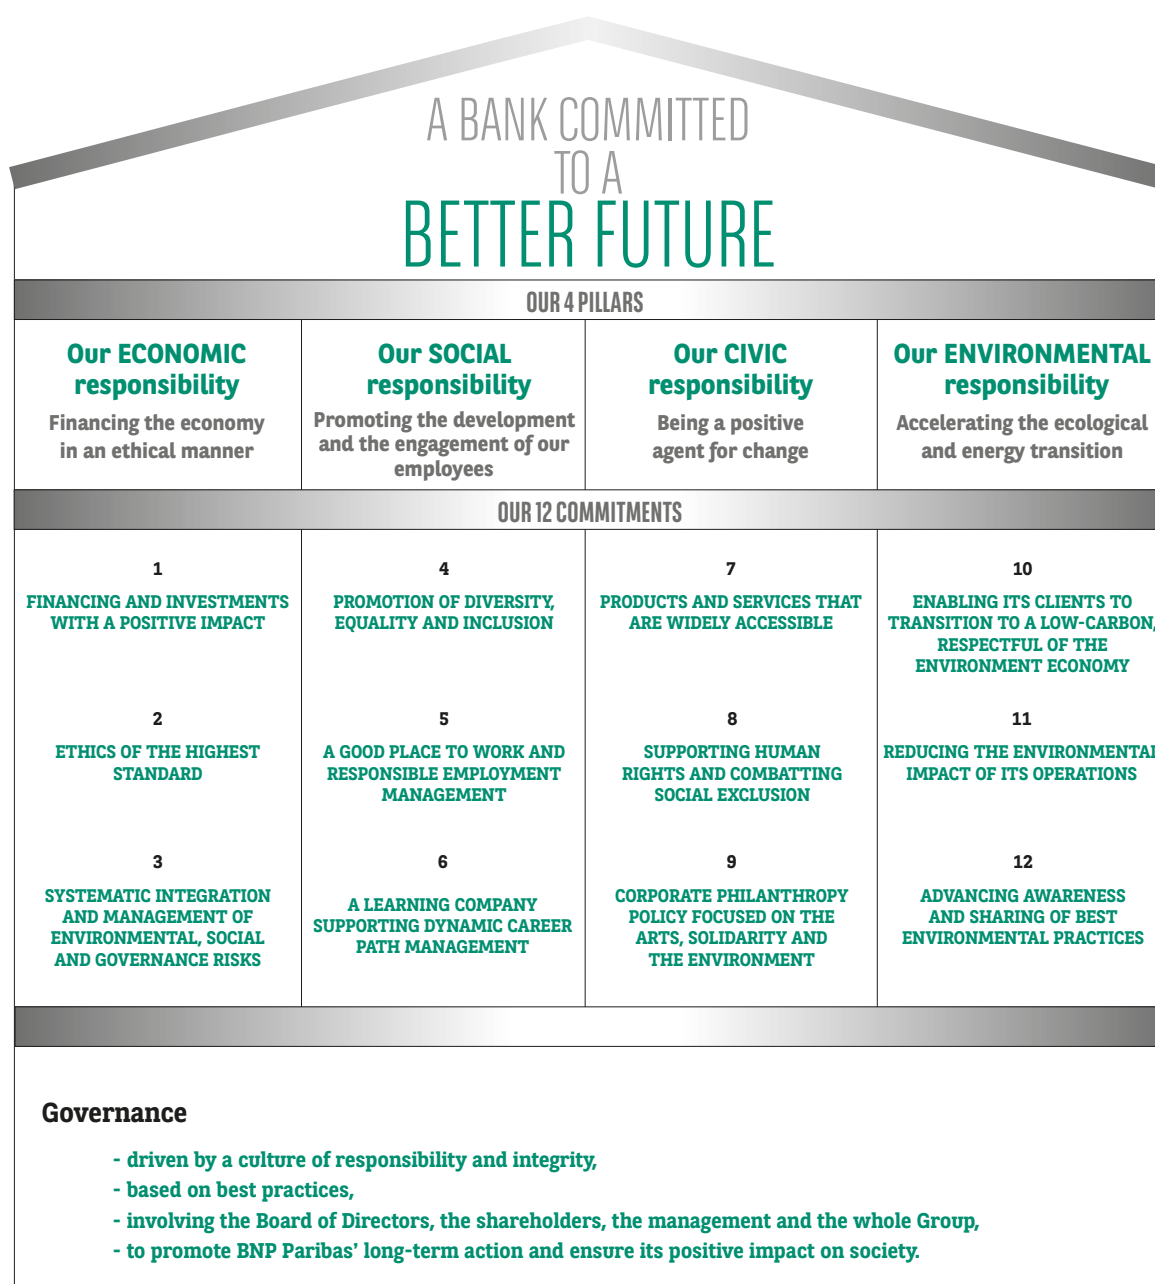 A BANK COMMITTED
TO A
BETTER FUTURE
OUR 4 PILLARS
Our ECONOMIC
responsibility
Financing the economy
in an ethical manner
Our SOCIAL
responsibility
Promoting the development
and the engagement of our
employees
Our CIVIC
responsibility
Being a positive
agent for change
Our ENVIRONMENTAL
responsibility
Accelerating the ecological
and energy transition
OUR 12 COMMITMENTS
1
FINANCING AND INVESTMENTS
WITH A POSITIVE IMPACT
2
ETHICS OF THE HIGHEST
STANDARD
3
SYSTEMATIC INTEGRATION
AND MANAGEMENT OF
ENVIRONMENTAL, SOCIAL
AND GOVERNANCE RISKS
4
PROMOTION OF DIVERSITY,
EQUALITY AND INCLUSION
5
A GOOD PLACE TO WORK AND
RESPONSIBLE EMPLOYMENT
MANAGEMENT
6
A LEARNING COMPANY
SUPPORTING DYNAMIC CAREER
PATH MANAGEMENT
7
PRODUCTS AND SERVICES THAT
ARE WIDELY ACCESSIBLE
8
SUPPORTING HUMAN
RIGHTS AND COMBATTING
SOCIAL EXCLUSION
9
CORPORATE PHILANTHROPY
POLICY FOCUSED ON THE
ARTS, SOLIDARITY AND
THE ENVIRONMENT
10
ENABLING ITS CLIENTS TO
TRANSITION TO A LOW-CARBON,
RESPECTFUL OF THE
ENVIRONMENT ECONOMY
11
REDUCING THE ENVIRONMENTAL
IMPACT OF ITS OPERATIONS
12
ADVANCING AWARENESS
AND SHARING OF BEST
ENVIRONMENTAL PRACTICES
Governance
- driven by a culture of responsibility and integrity,
- based on best practices,
- involving the Board of Directors, the shareholders, the management and the whole Group,
- to promote BNP Paribas' long-term action and ensure its positive impact on society.